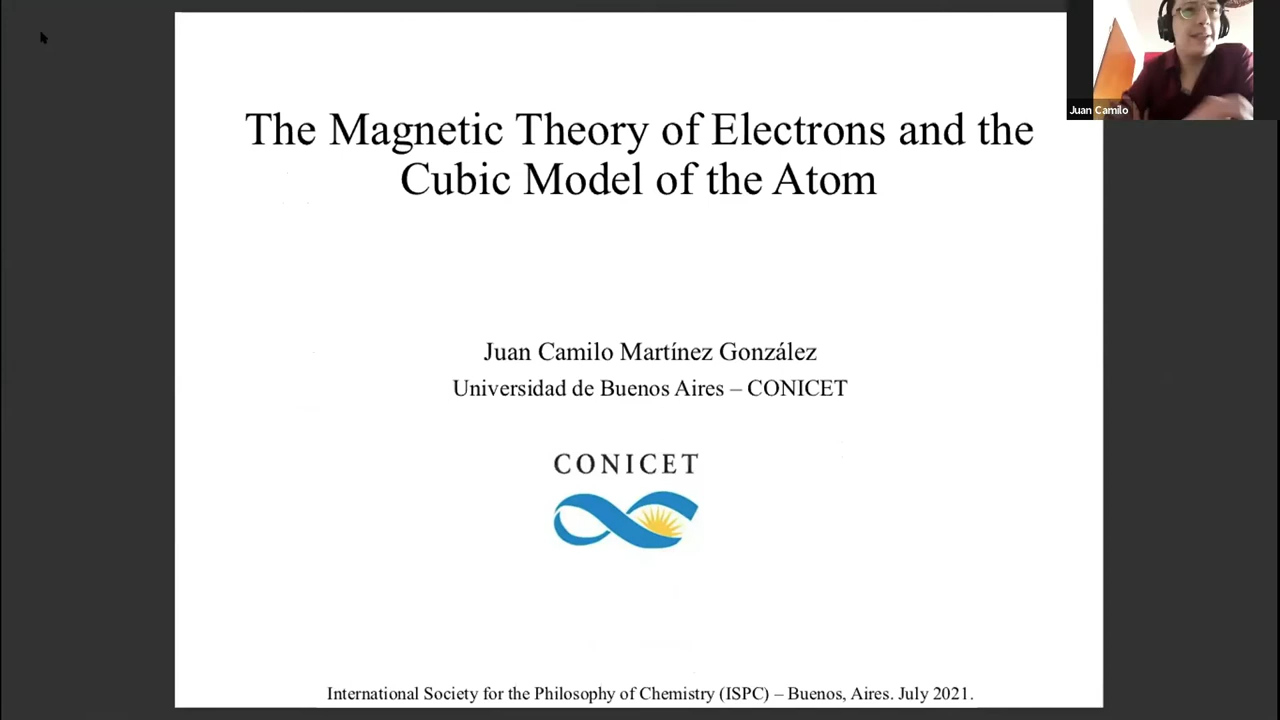 The Magnetic Theory of Electrons and the
Cubic Model of the Atom
Juan Camilo Martínez González
Universidad de Buenos Aires – CONICET
CONICET
International Society for the Philosophy of Chemistry (ISPC) – Buenos, Aires. July 2021.
Juan Camilo